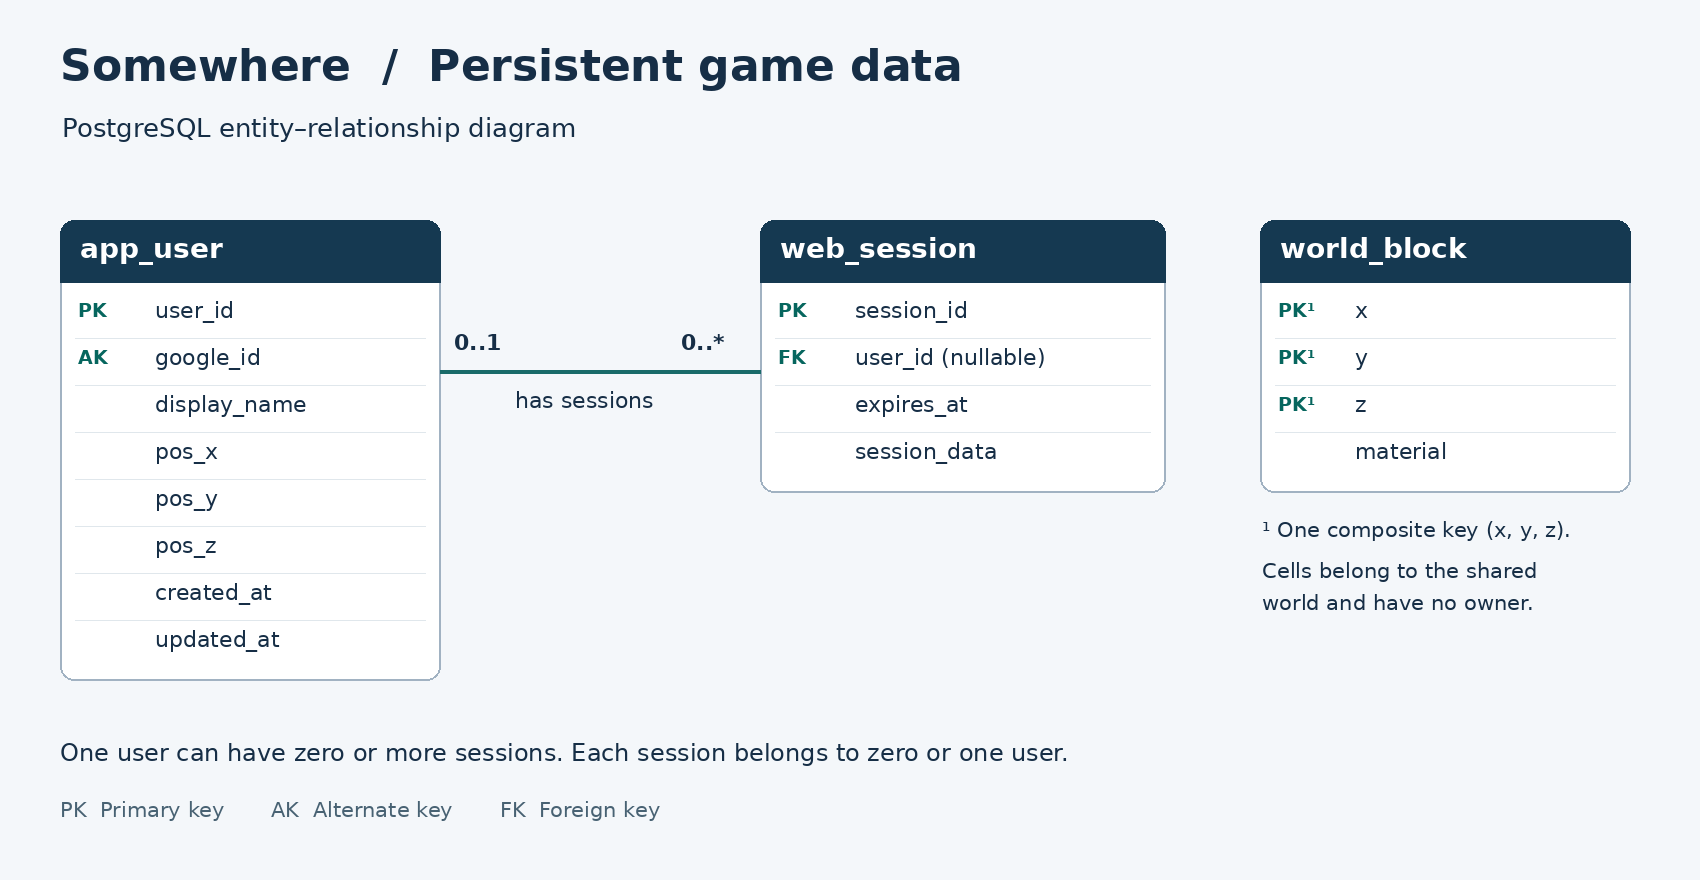 Somewhere / Persistent game data
PostgreSQL entity–relationship diagram
app_user
PK user_id
AK google_id
display_name
pos_x
pos_y
pos_z
created_at
updated_at
0..1 0..*
has sessions
web_session
PK session_id
FK user_id (nullable)
expires_at
session_data
world_block
PK¹ x
PK¹ y
PK¹ z
material
¹ One composite key (x, y, z).
Cells belong to the shared
world and have no owner.
One user can have zero or more sessions. Each session belongs to zero or one user.
PK Primary key AK Alternate key FK Foreign key